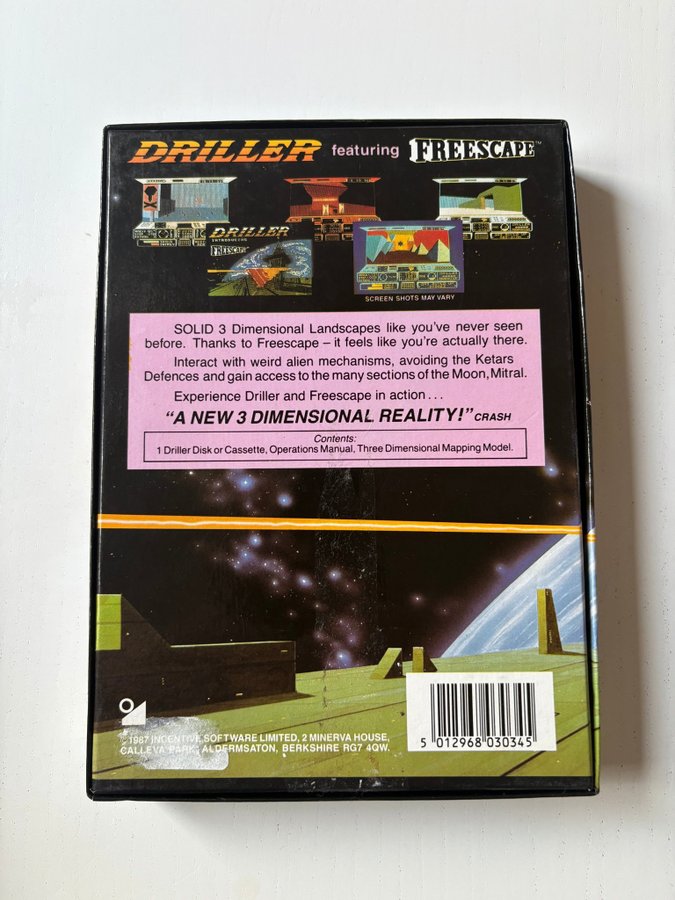 DRILLER featuring FREESCAPE™
DRILLER
INTRODUCING
FREESCAPE
SCREEN SHOTS MAY VARY
SOLID 3 Dimensional Landscapes like you've never seen
before. Thanks to Freescape – it feels like you're actually there.
Interact with weird alien mechanisms, avoiding the Ketars
Defences and gain access to the many sections of the Moon, Mitral.
Experience Driller and Freescape in action . . .
"A NEW 3 DIMENSIONAL REALITY!" CRASH
Contents:
1 Driller Disk or Cassette, Operations Manual, Three Dimensional Mapping Model.
© 1987 INCENTIVE SOFTWARE LIMITED, 2 MINERVA HOUSE,
CALLEVA PARK, ALDERMSATON, BERKSHIRE RG7 4QW.
5 012968 030345